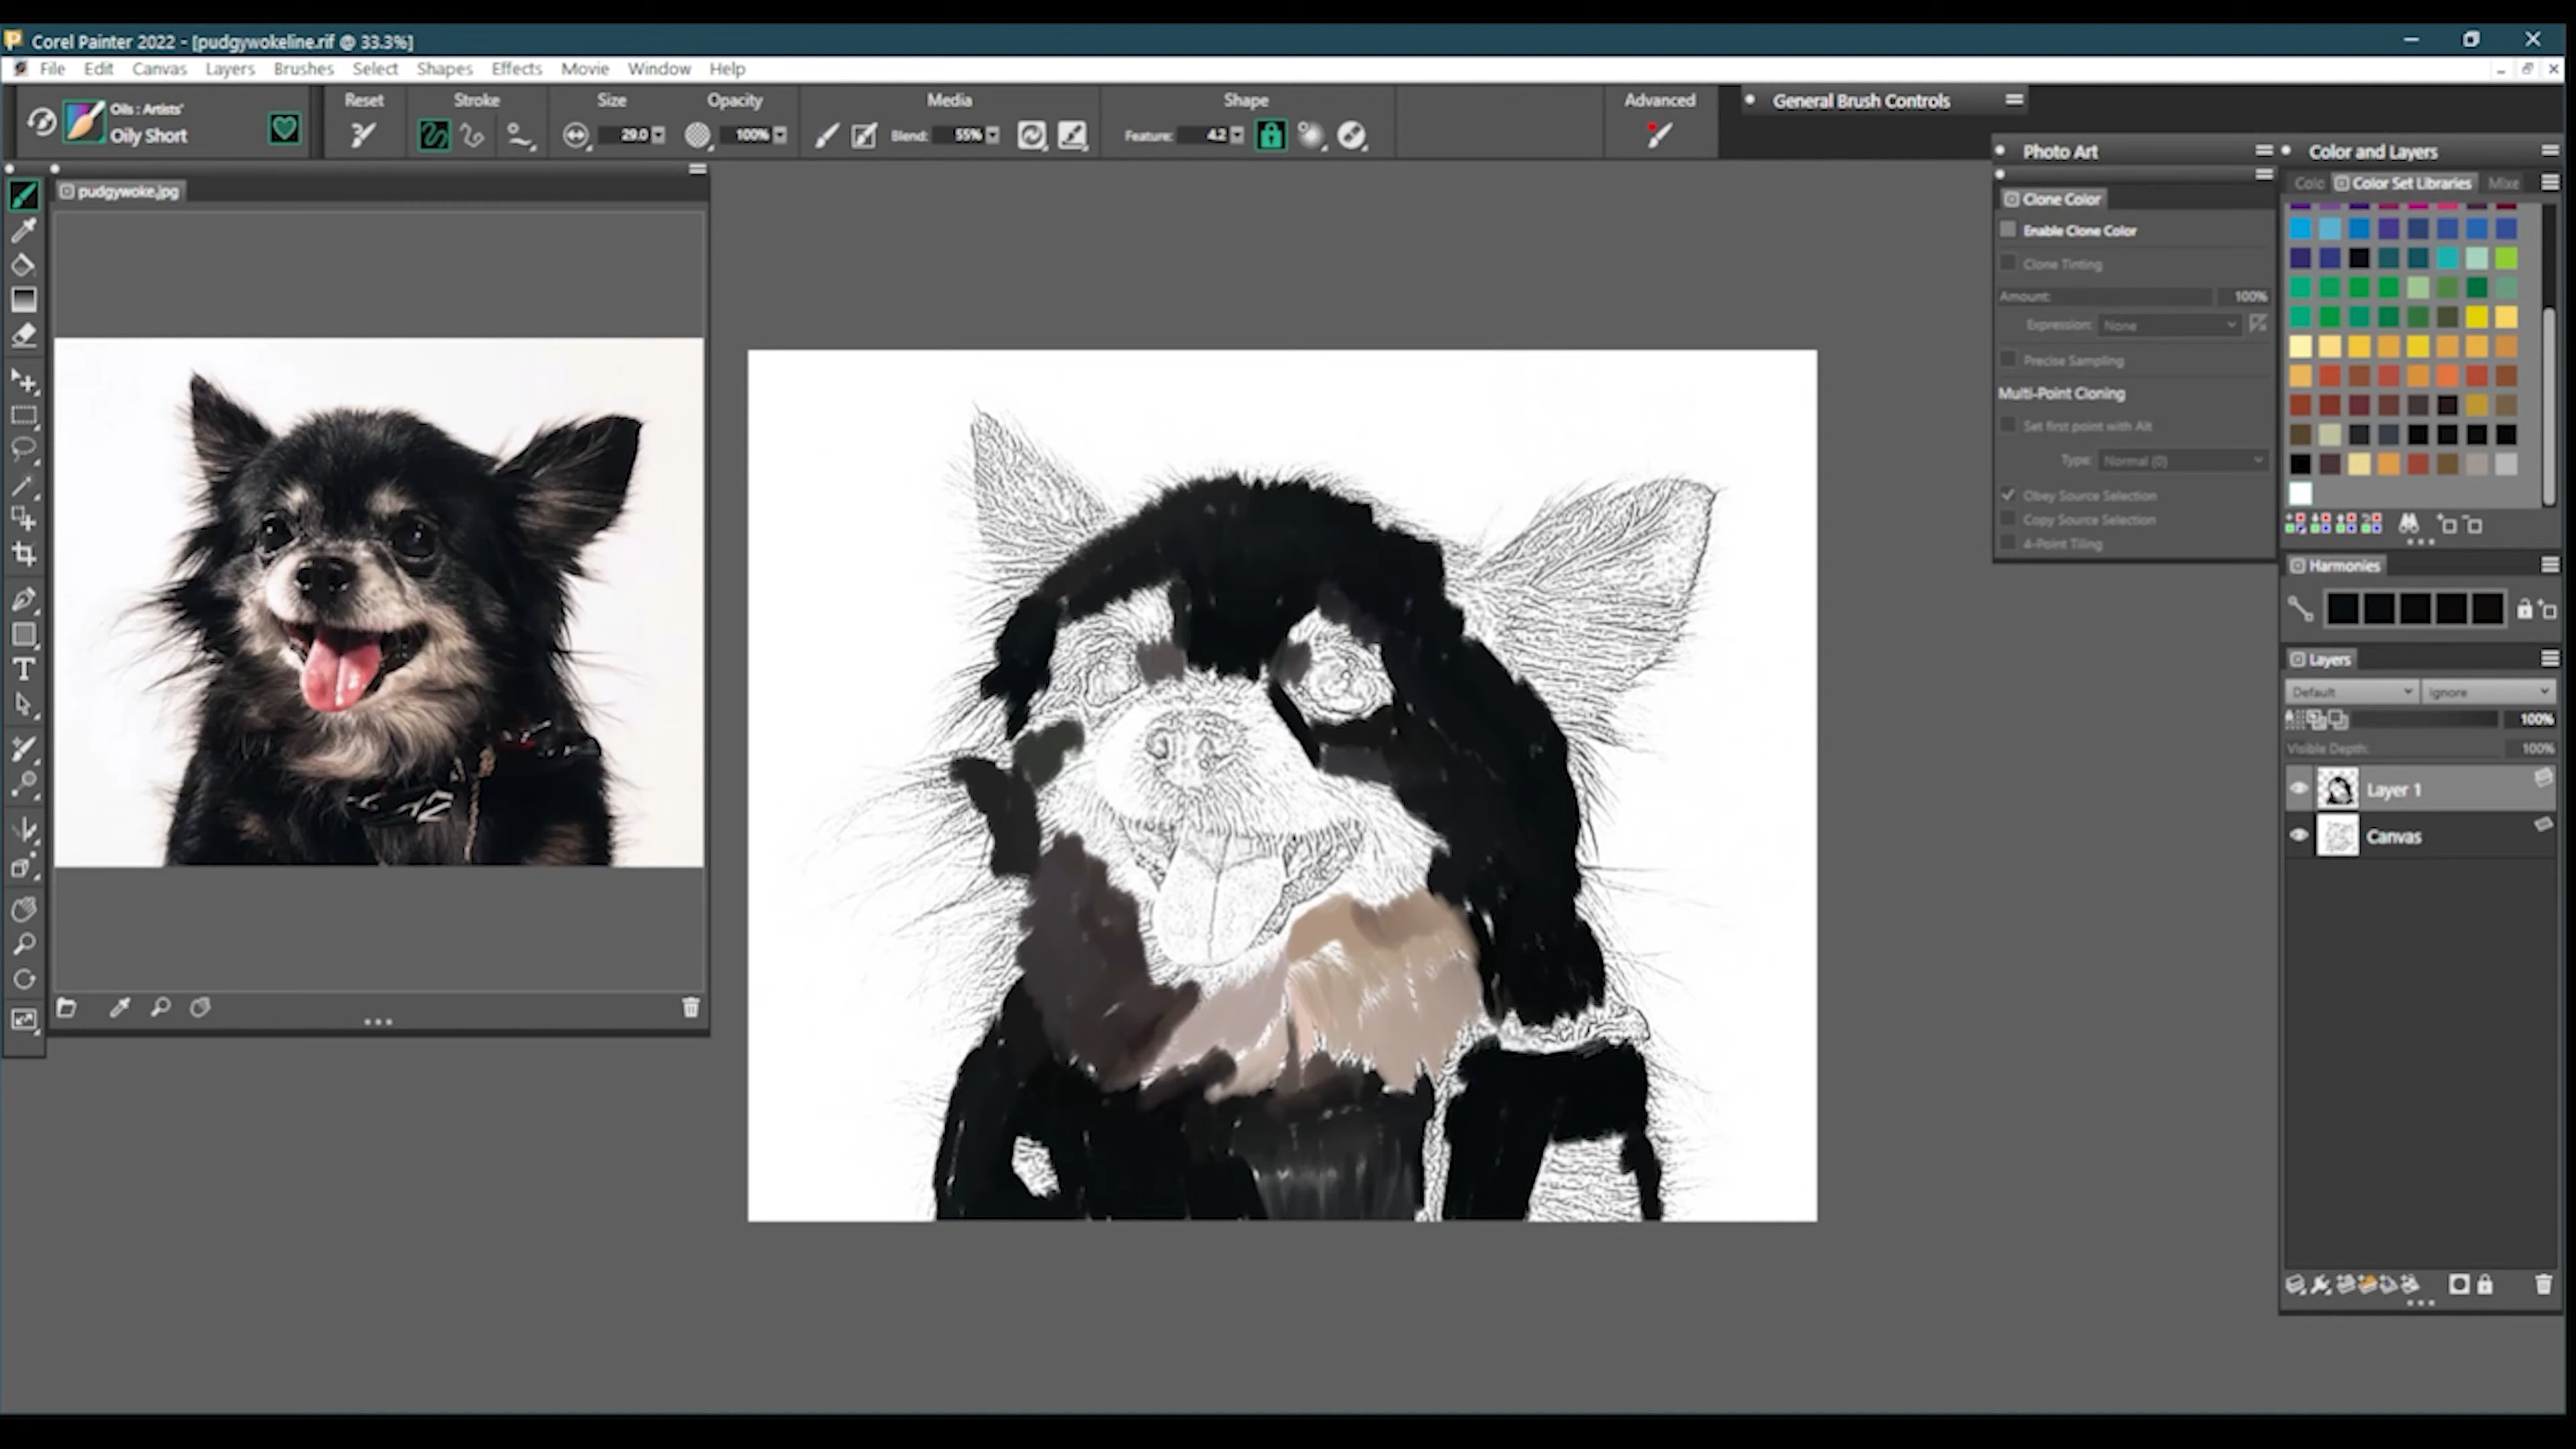 Corel Painter 2022 - [pudgywokeline.rif @ 33.3%]
File Edit Canvas Layers Brushes Select Shapes Effects Movie Window Help
Oils : Artists'
Oily Short
Reset
Stroke
Size
29.0
Opacity
100%
Media
Blend: 55%
Shape
Feature: 4.2
Advanced
General Brush Controls
pudgywoke.jpg
Photo Art
Clone Color
Enable Clone Color
Clone Tinting
Amount: 100%
Expression: None
Precise Sampling
Multi-Point Cloning
Set first point with Alt
Type: Normal (0)
Obey Source Selection
Copy Source Selection
4-Point Tiling
Color and Layers
Colo Color Set Libraries Mixe
Harmonies
Layers
Default Ignore
100%
Visible Depth: 100%
Layer 1
Canvas